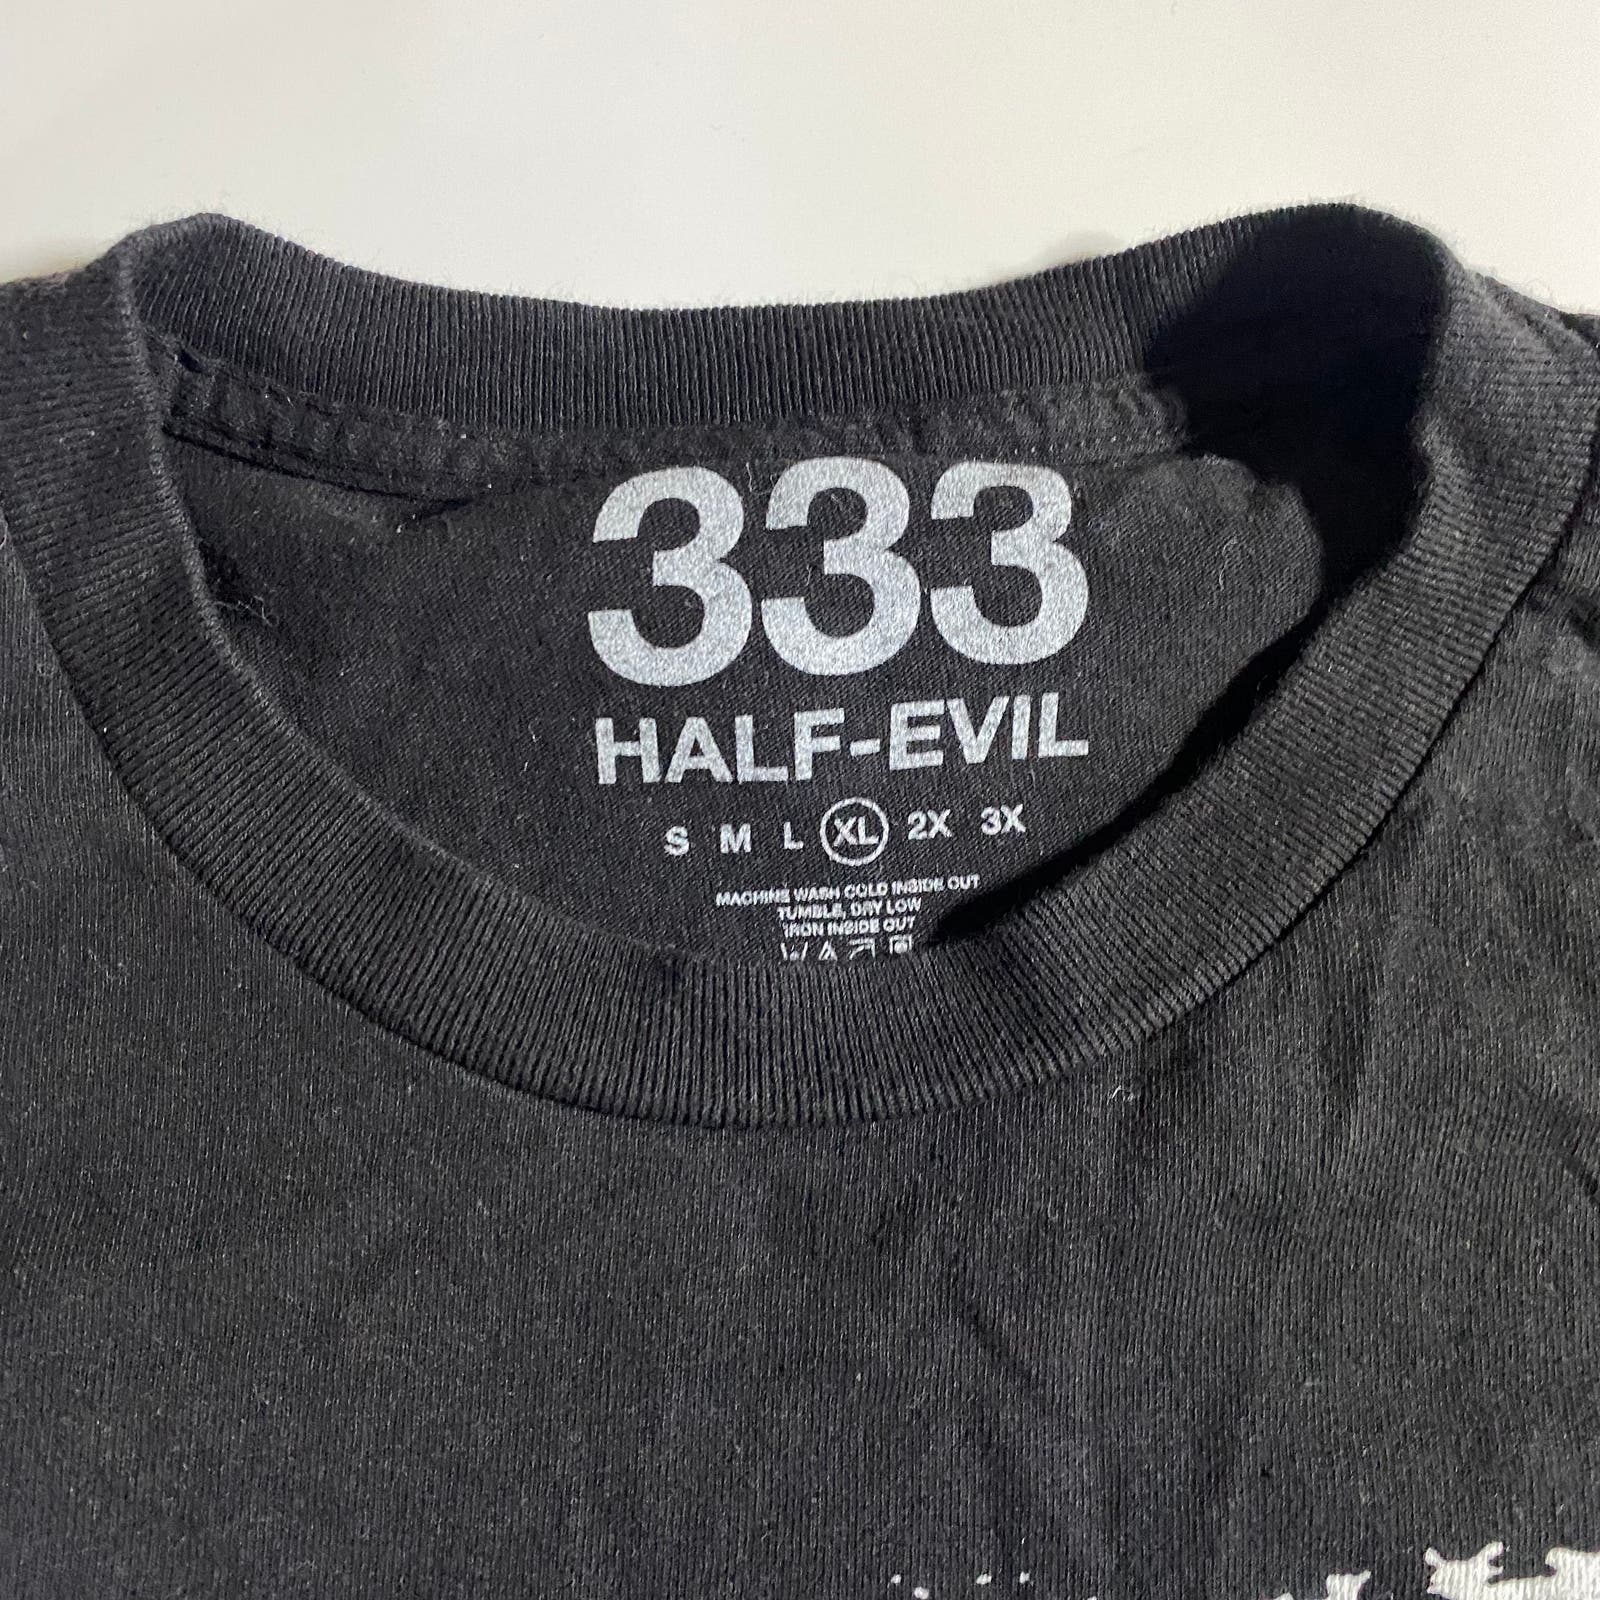 333
HALF-EVIL
S M L XL 2X 3X
MACHINE WASH COLD INSIDE OUT
TUMBLE, DRY LOW
IRON INSIDE OUT